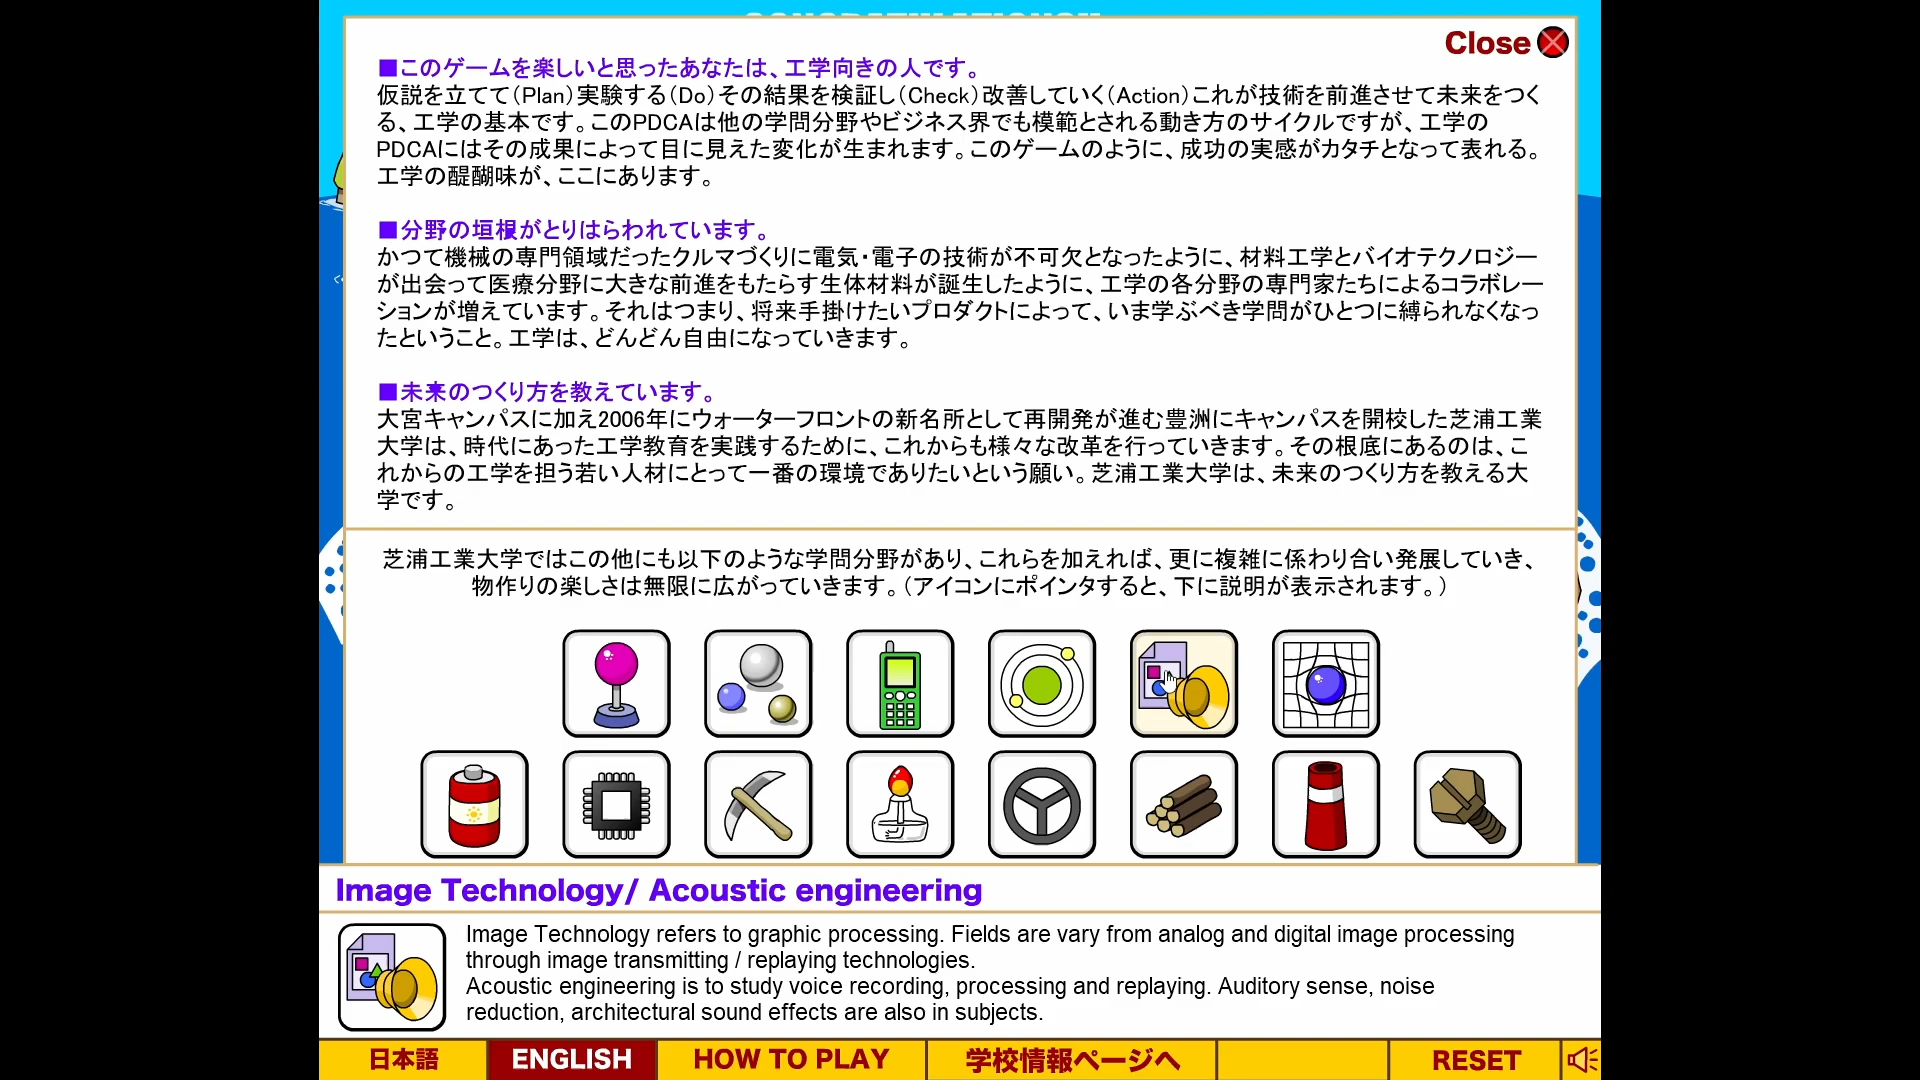 Close
■このゲームを楽しいと思ったあなたは、工学向きの人です。
仮説を立てて（Plan）実験する（Do）その結果を検証し（Check）改善していく（Action）これが技術を前進させて未来をつく
る、工学の基本です。このPDCAは他の学問分野やビジネス界でも模範とされる動き方のサイクルですが、工学の
PDCAにはその成果によって目に見えた変化が生まれます。このゲームのように、成功の実感がカタチとなって表れる。
工学の醍醐味が、ここにあります。
■分野の垣根がとりはらわれています。
かつて機械の専門領域だったクルマづくりに電気・電子の技術が不可欠となったように、材料工学とバイオテクノロジー
が出会って医療分野に大きな前進をもたらす生体材料が誕生したように、工学の各分野の専門家たちによるコラボレー
ションが増えています。それはつまり、将来手掛けたいプロダクトによって、いま学ぶべき学問がひとつに縛られなくなっ
たということ。工学は、どんどん自由になっていきます。
■未来のつくり方を教えています。
大宮キャンパスに加え2006年にウォーターフロントの新名所として再開発が進む豊洲にキャンパスを開校した芝浦工業
大学は、時代にあった工学教育を実践するために、これからも様々な改革を行っていきます。その根底にあるのは、こ
れからの工学を担う若い人材にとって一番の環境でありたいという願い。芝浦工業大学は、未来のつくり方を教える大
学です。
芝浦工業大学ではこの他にも以下のような学問分野があり、これらを加えれば、更に複雑に係わり合い発展していき、
物作りの楽しさは無限に広がっていきます。（アイコンにポインタすると、下に説明が表示されます。）
Image Technology/ Acoustic engineering
Image Technology refers to graphic processing. Fields are vary from analog and digital image processing
through image transmitting / replaying technologies.
Acoustic engineering is to study voice recording, processing and replaying. Auditory sense, noise
reduction, architectural sound effects are also in subjects.
日本語 ENGLISH HOW TO PLAY 学校情報ページへ RESET